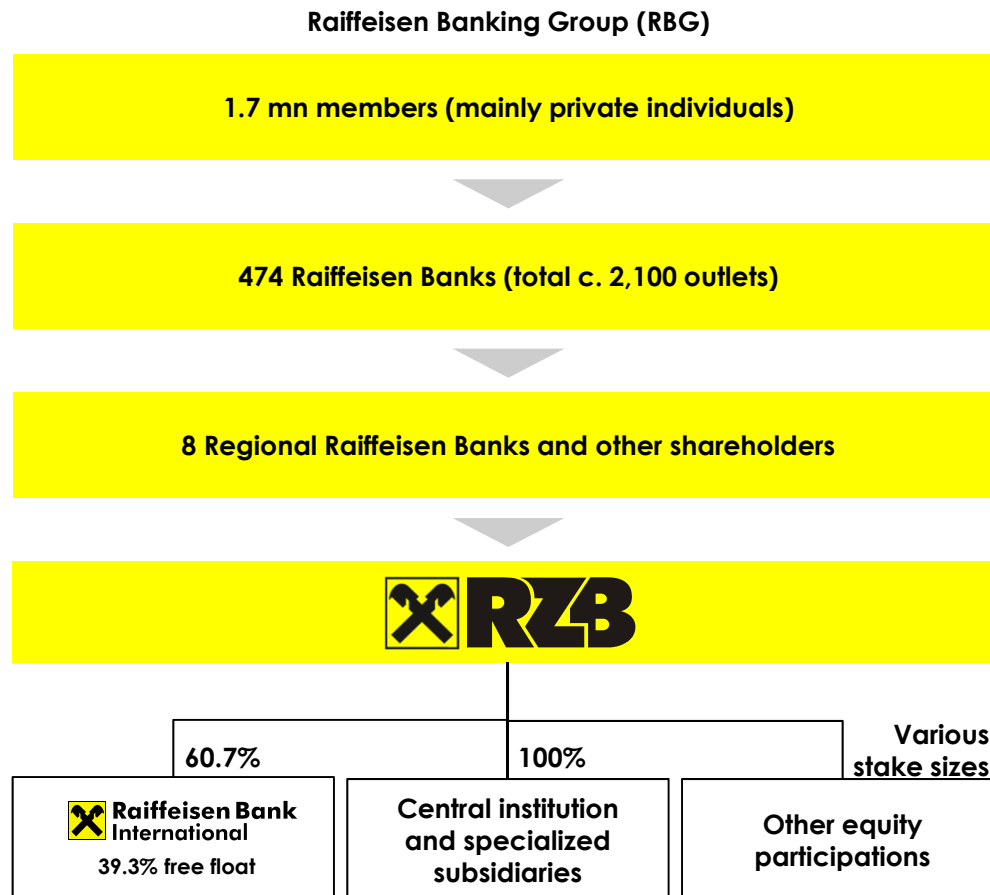 Raiffeisen Banking Group (RBG)
1.7 mn members (mainly private individuals)
474 Raiffeisen Banks (total c. 2,100 outlets)
8 Regional Raiffeisen Banks and other shareholders
RZB
60.7%
100%
Various
stake sizes
Raiffeisen Bank
International
39.3% free float
Central institution
and specialized
subsidiaries
Other equity
participations